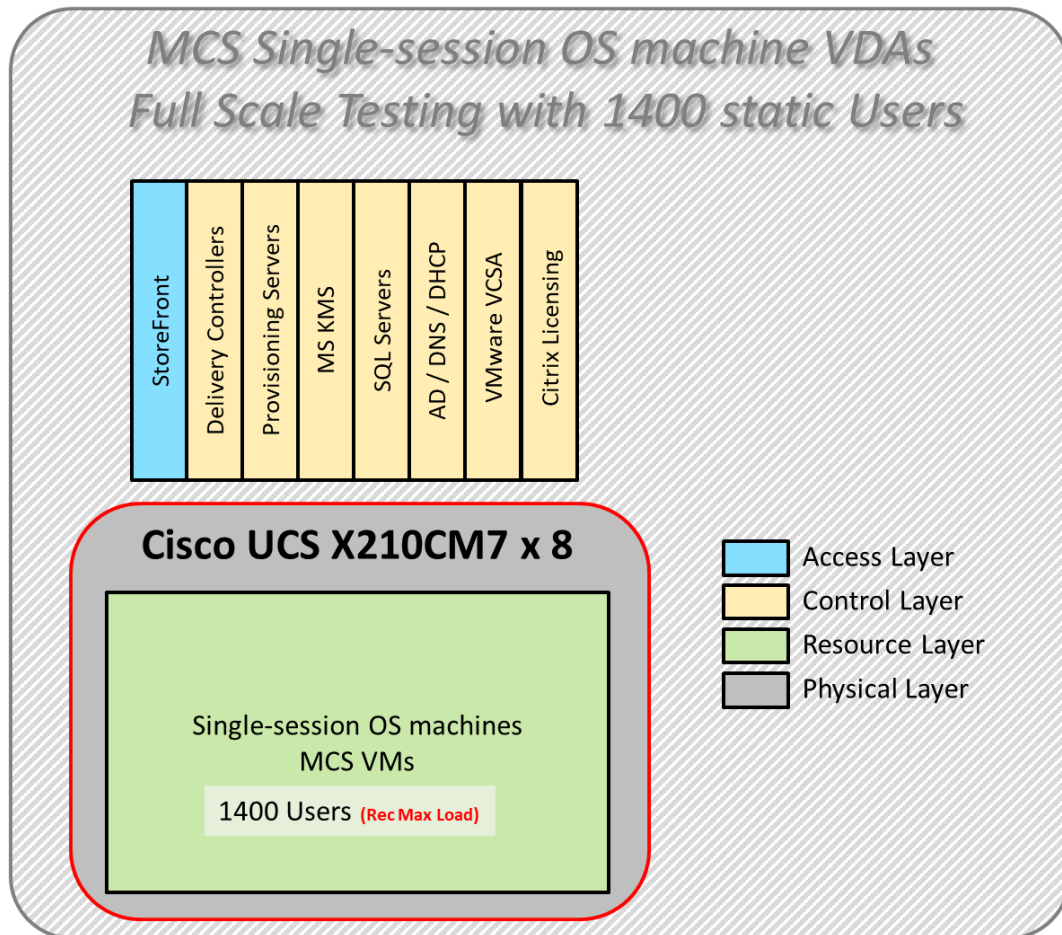 MCS Single-session OS machine VDAs
Full Scale Testing with 1400 static Users
StoreFront
Delivery Controllers
Provisioning Servers
MS KMS
SQL Servers
AD / DNS / DHCP
VMware VCSA
Citrix Licensing
Cisco UCS X210CM7 x 8
Single-session OS machines
MCS VMs
1400 Users (Rec Max Load)
Access Layer
Control Layer
Resource Layer
Physical Layer